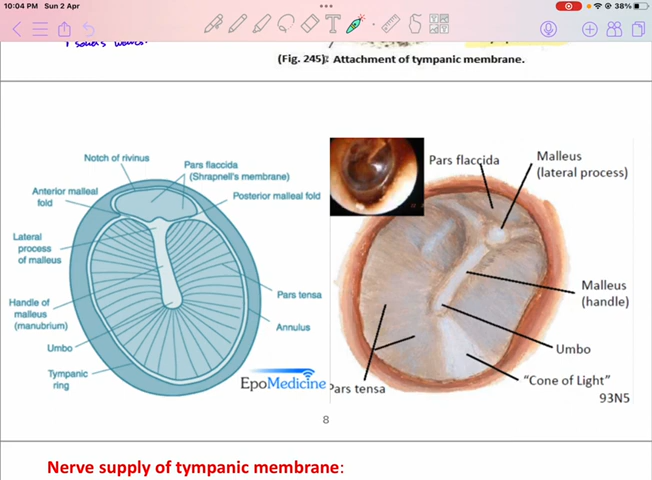 10:04 PM Sun 2 Apr
38%
(Fig. 245): Attachment of tympanic membrane.
Notch of rivinus
Pars flaccida
(Shrapnell's membrane)
Anterior malleal
fold
Posterior malleal fold
Lateral
process
of malleus
Handle of
malleus
(manubrium)
Pars tensa
Annulus
Umbo
Tympanic
ring
EpoMedicine
Pars flaccida
Malleus
(lateral process)
Malleus
(handle)
Umbo
Pars tensa
"Cone of Light"
93N5
8
Nerve supply of tympanic membrane: